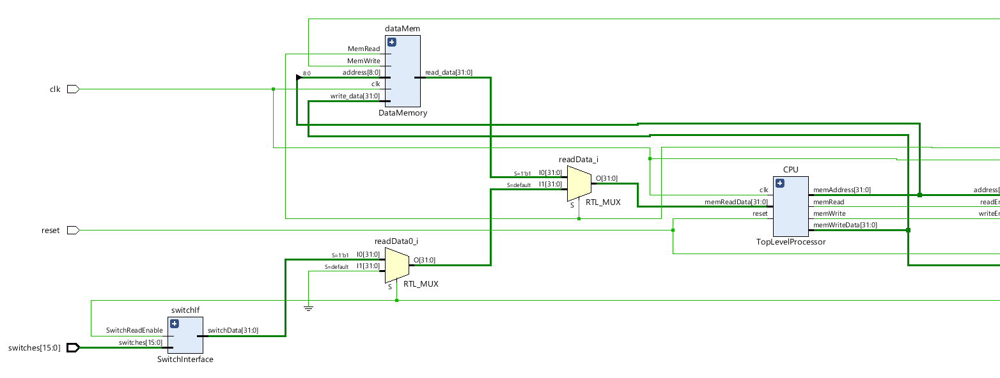 dataMem
MemRead
MemWrite
8:0
address[8:0]
read_data[31:0]
clk
clk
write_data[31:0]
DataMemory
readData_i
S=1'b1
I0[31:0]
S=default
I1[31:0]
O[31:0]
S
RTL_MUX
CPU
clk
memAddress[31:0]
address[
memReadData[31:0]
memRead
readEr
reset
memWrite
writeEr
memWriteData[31:0]
TopLevelProcessor
reset
readData0_i
S=1'b1
I0[31:0]
S=default
I1[31:0]
O[31:0]
S
RTL_MUX
switchIf
SwitchReadEnable
switchData[31:0]
switches[15:0]
switches[15:0]
SwitchInterface